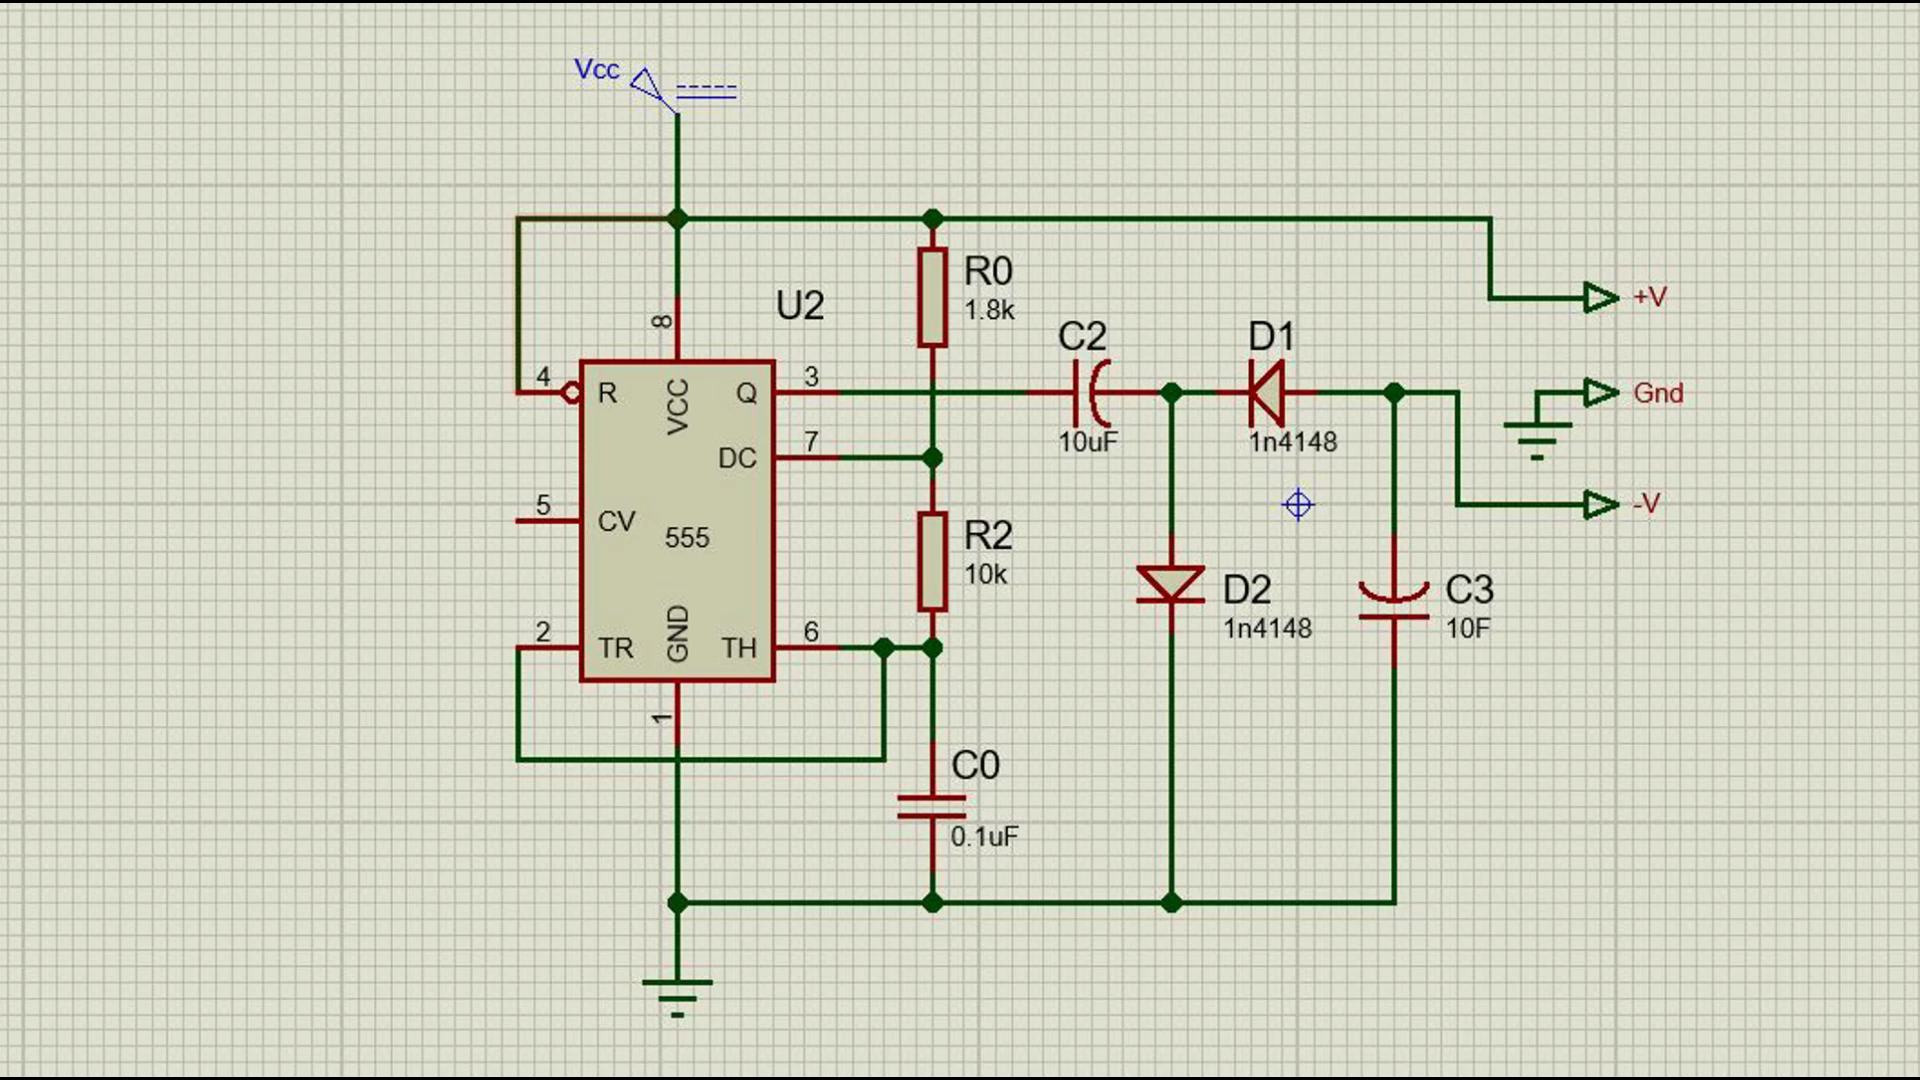 Vcc
R0
1.8k
+V
U2
8
C2
D1
4
R
VCC
Q
3
Gnd
10uF
1n4148
7
DC
5
CV
-V
555
R2
10k
D2
1n4148
C3
10F
2
TR
GND
TH
6
1
C0
0.1uF